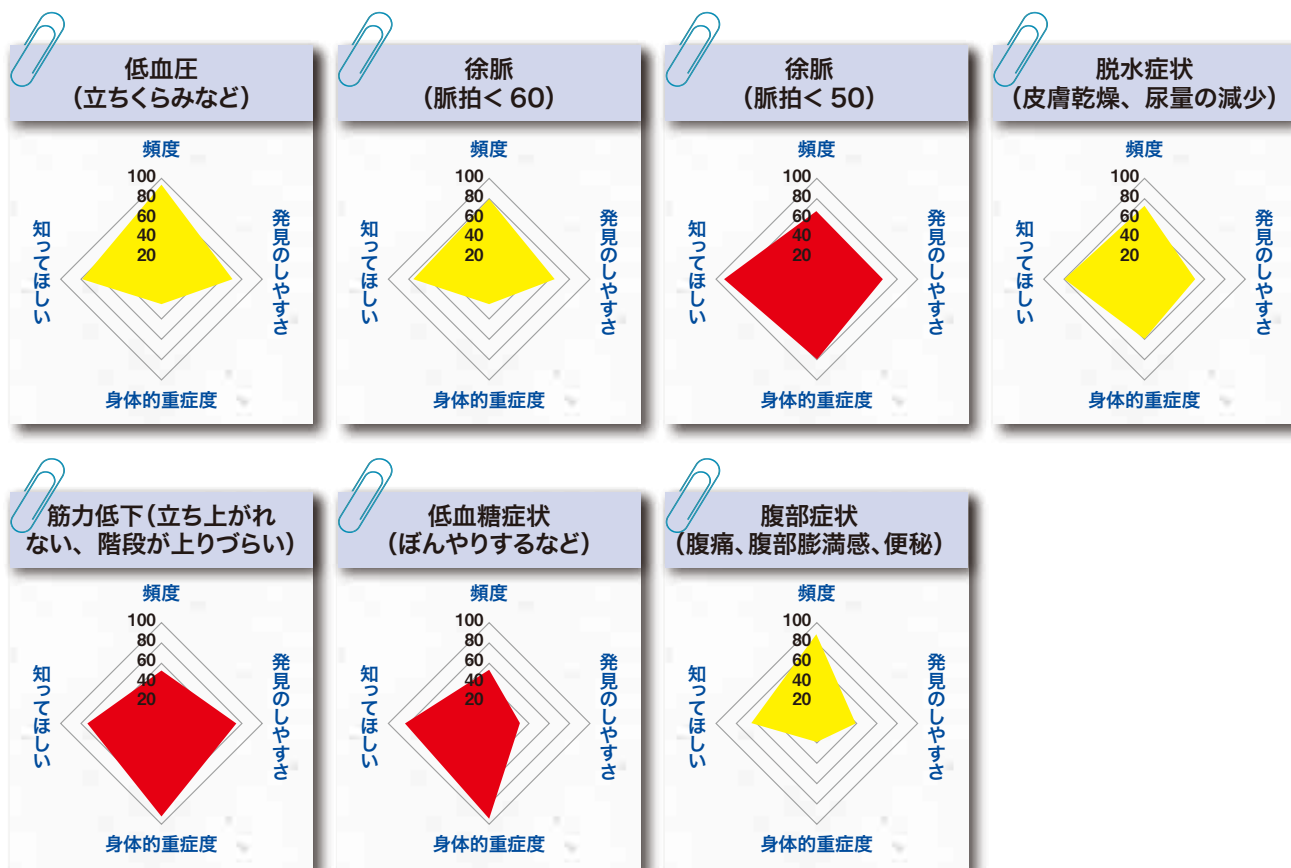 低血圧
（立ちくらみなど）
頻度
100
80
60
40
20
知ってほしい
発見のしやすさ
身体的重症度
徐脈
（脈拍< 60）
頻度
100
80
60
40
20
知ってほしい
発見のしやすさ
身体的重症度
徐脈
（脈拍< 50）
頻度
100
80
60
40
20
知ってほしい
発見のしやすさ
身体的重症度
脱水症状
（皮膚乾燥、尿量の減少）
頻度
100
80
60
40
20
知ってほしい
発見のしやすさ
身体的重症度
筋力低下（立ち上がれ
ない、階段が上りづらい）
頻度
100
80
60
40
20
知ってほしい
発見のしやすさ
身体的重症度
低血糖症状
（ぼんやりするなど）
頻度
100
80
60
40
20
知ってほしい
発見のしやすさ
身体的重症度
腹部症状
（腹痛、腹部膨満感、便秘）
頻度
100
80
60
40
20
知ってほしい
発見のしやすさ
身体的重症度